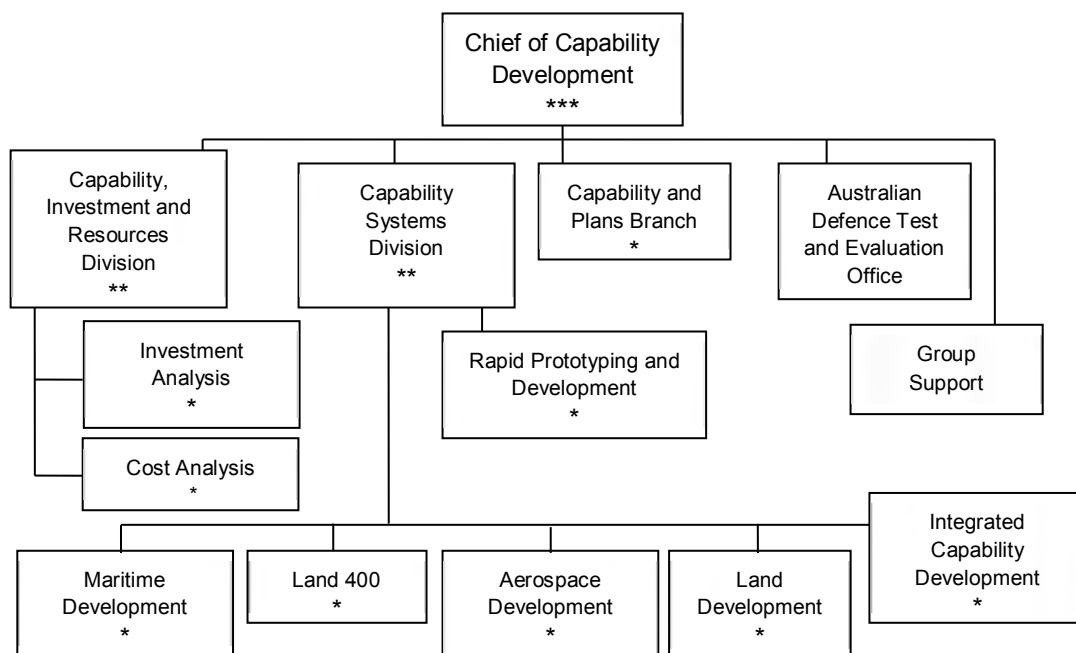 Chief of Capability
Development
***
Capability,
Investment and
Resources
Division
**
Capability
Systems
Division
**
Capability and
Plans Branch
*
Australian
Defence Test
and Evaluation
Office
Investment
Analysis
*
Rapid Prototyping and
Development
*
Group
Support
Cost Analysis
*
Integrated
Capability
Development
*
Maritime
Development
*
Land 400
*
Aerospace
Development
*
Land
Development
*